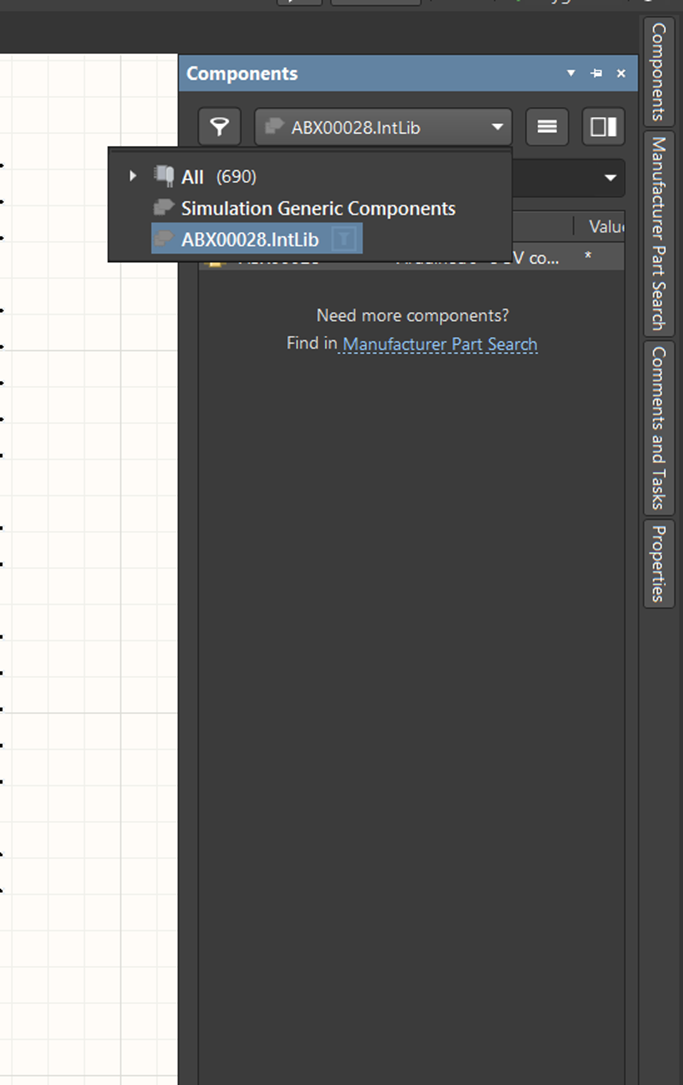 Components
ABX00028.IntLib
All (690)
Simulation Generic Components
ABX00028.IntLib T
Valu
V co... *
Need more components?
Find in Manufacturer Part Search
Components
Manufacturer Part Search
Comments and Tasks
Properties